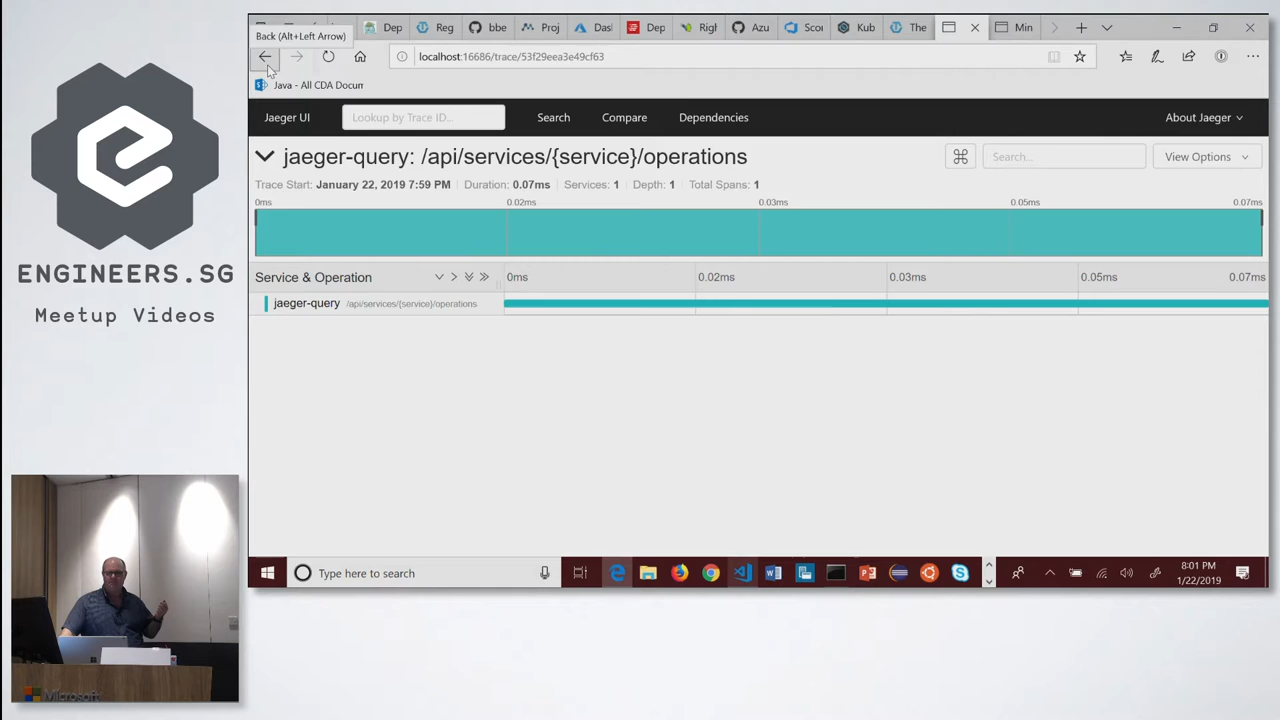 ENGINEERS.SG
Meetup Videos
Microsoft
Back (Alt+Left Arrow)
Dep
Reg
bbe
Proj
Das
Dep
Righ
Azu
Scri
Kub
The
Min
localhost:16686/trace/53f29eea3e49cf63
Java - All CDA Docum
Jaeger UI
Lookup by Trace ID...
Search
Compare
Dependencies
About Jaeger
jaeger-query: /api/services/{service}/operations
Search...
View Options
Trace Start: January 22, 2019 7:59 PM
Duration: 0.07ms
Services: 1
Depth: 1
Total Spans: 1
0ms 0.02ms 0.03ms 0.05ms 0.07ms
Service & Operation
0ms 0.02ms 0.03ms 0.05ms 0.07ms
jaeger-query /api/services/{service}/operations
Type here to search
8:01 PM
1/22/2019